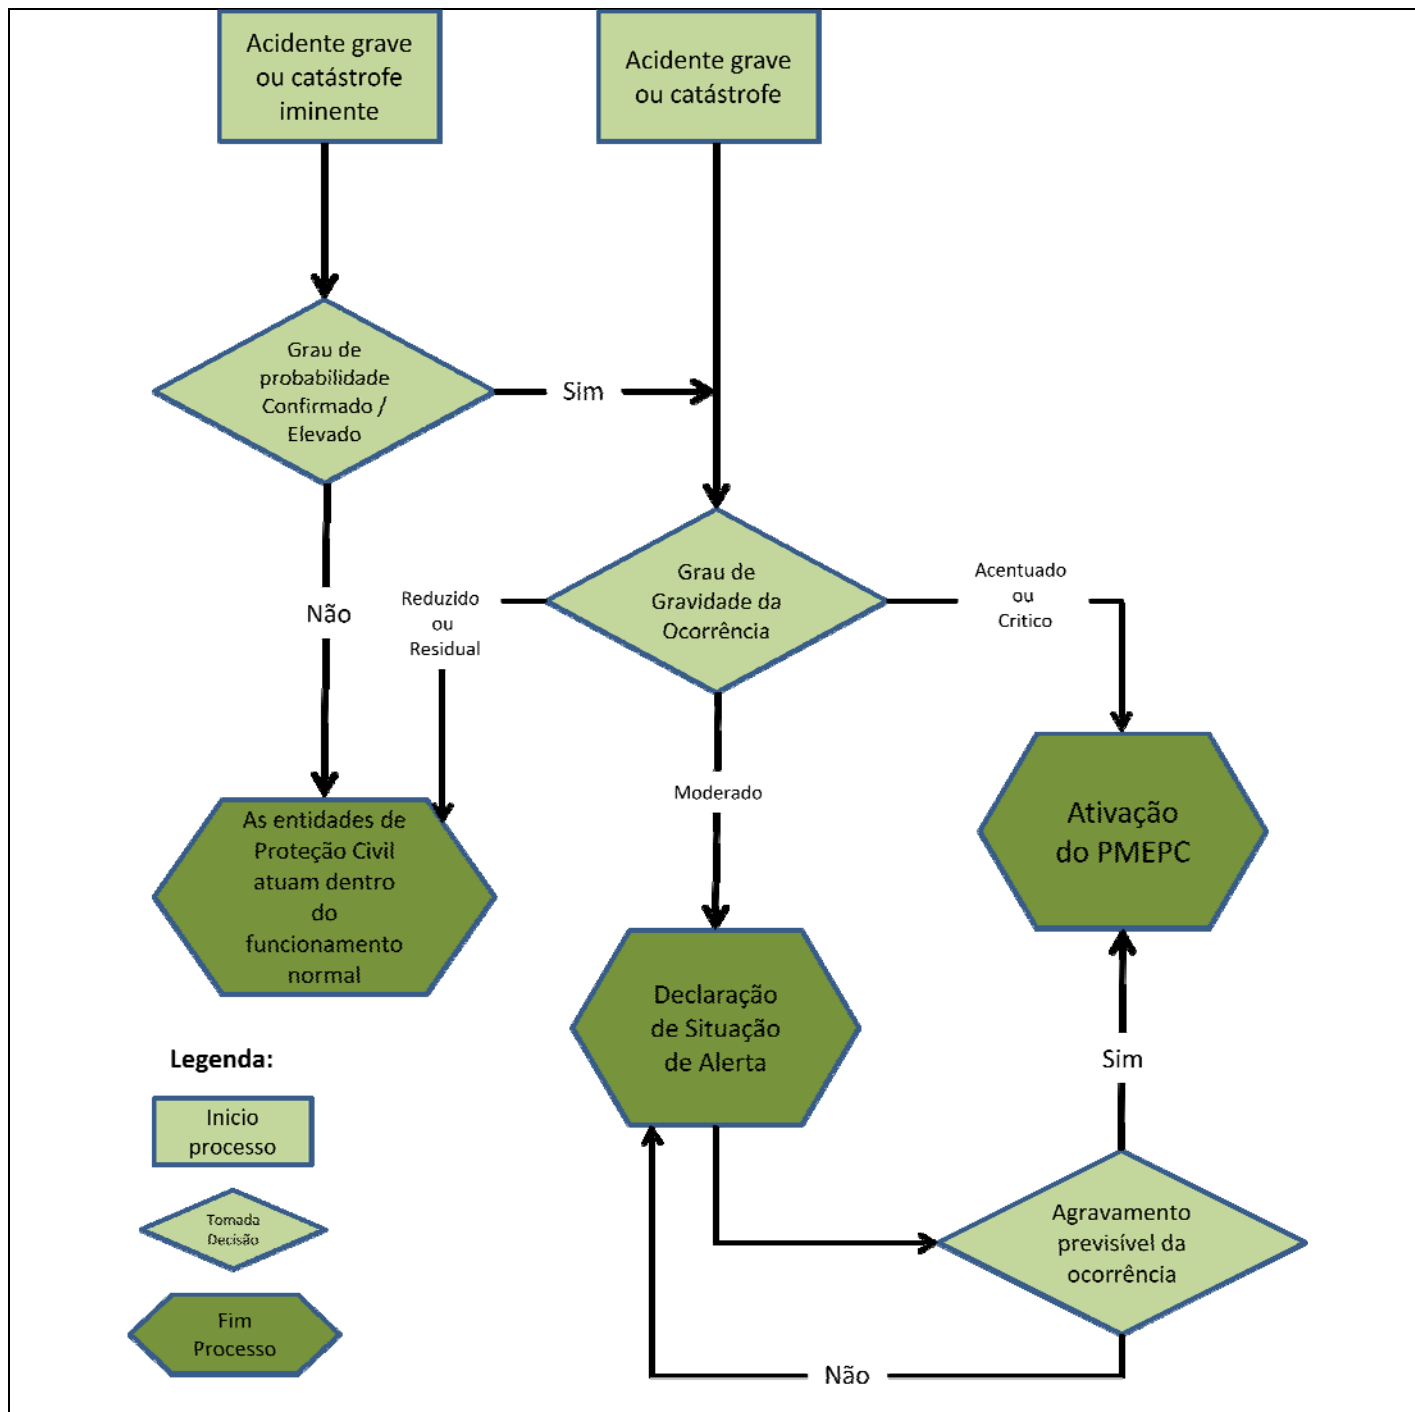 Acidente grave
ou catástrofe
iminente
Acidente grave
ou catástrofe
Grau de
probabilidade
Confirmado /
Elevado
Sim
Não
Grau de
Gravidade da
Ocorrência
Reduzido
ou
Residual
Acentuado
ou
Critico
Moderado
As entidades de
Proteção Civil
atuam dentro
do
funcionamento
normal
Ativação
do PMEPC
Declaração
de Situação
de Alerta
Sim
Agravamento
previsível da
ocorrência
Não
Legenda:
Inicio
processo
Tomada
Decisão
Fim
Processo